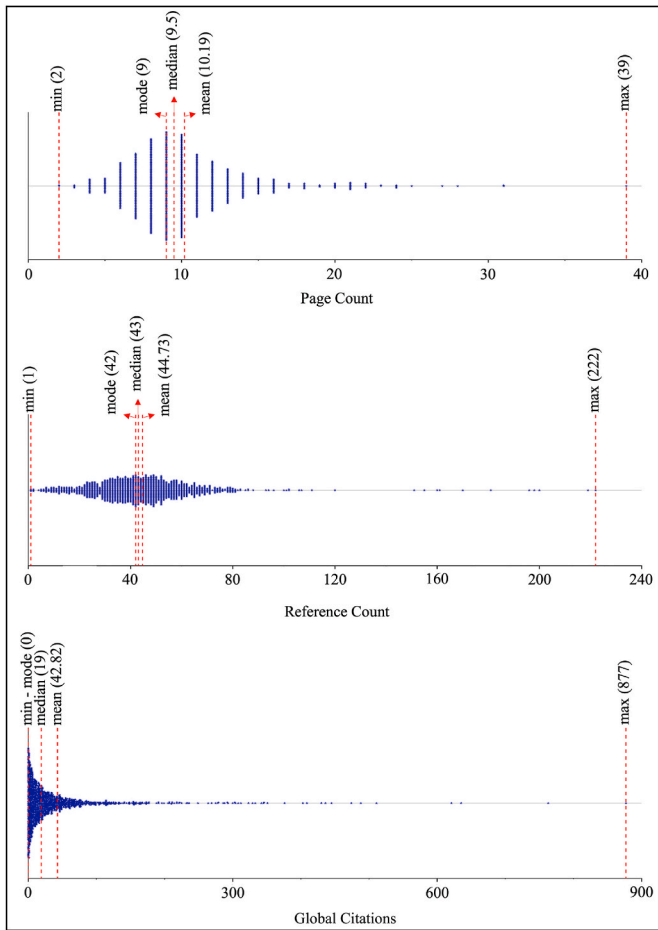 min (2)
mode (9)
median (9.5)
mean (10.19)
max (39)
0 10 20 30 40
Page Count
min (1)
mode (42)
median (43)
mean (44.73)
max (222)
0 40 80 120 160 200 240
Reference Count
min - mode (0)
median (19)
mean (42.82)
max (877)
0 300 600 900
Global Citations